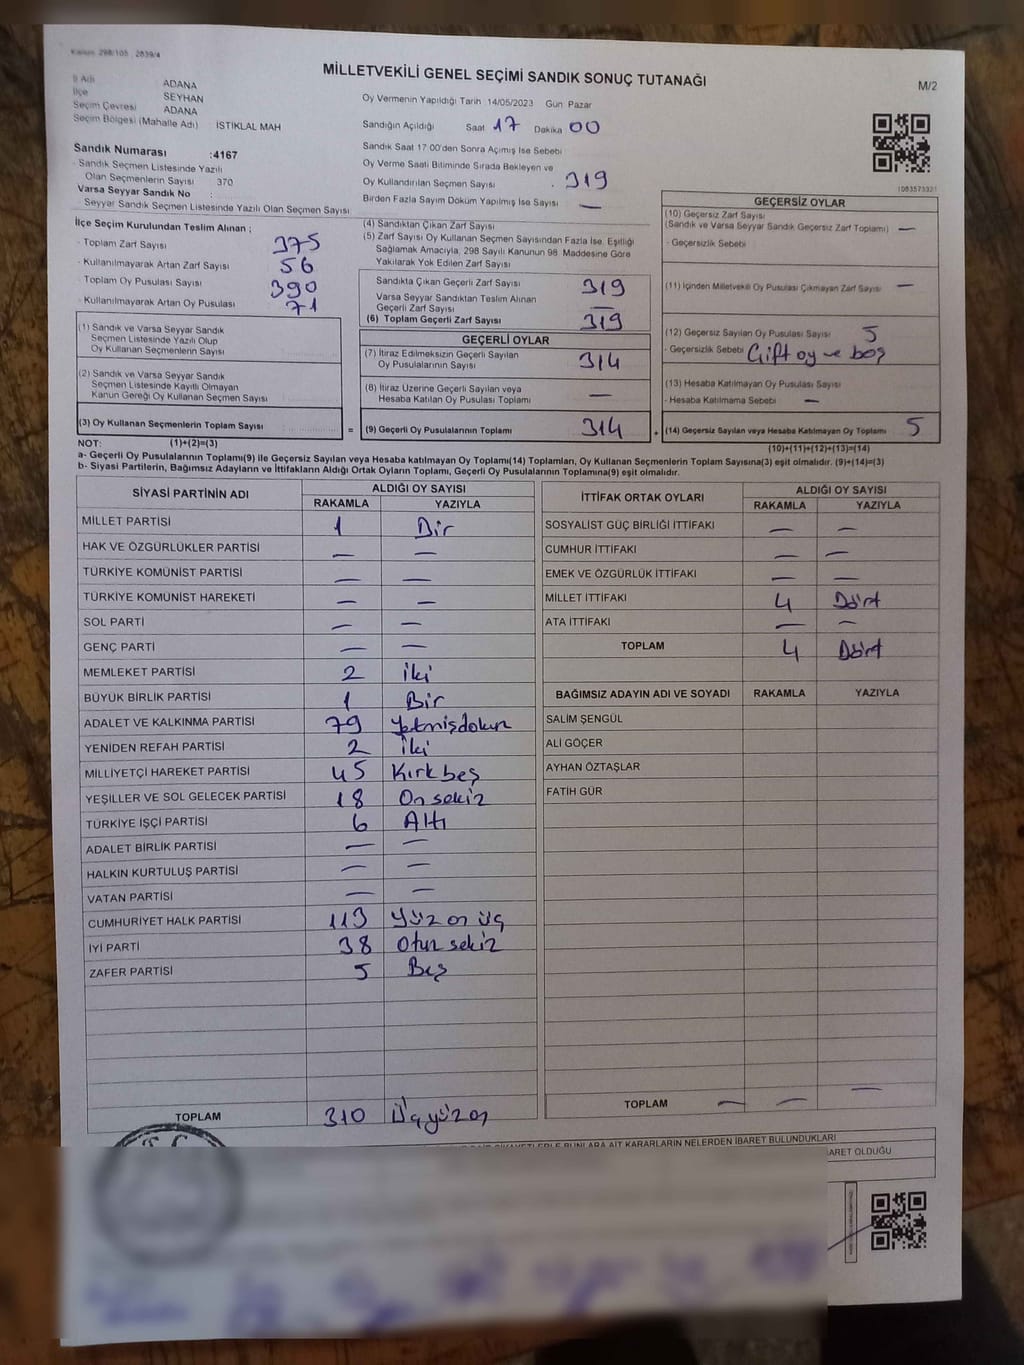 Kanun 298/105 , 2839/4
MİLLETVEKİLİ GENEL SEÇİMİ SANDIK SONUÇ TUTANAĞI
M/2
İl Adı ADANA
İlçe SEYHAN
Seçim Çevresi ADANA
Seçim Bölgesi (Mahalle Adı) İSTİKLAL MAH
Sandık Numarası :4167
- Sandık Seçmen Listesinde Yazılı
Olan Seçmenlerin Sayısı 370
Varsa Seyyar Sandık No :
Seyyar Sandık Seçmen Listesinde Yazılı Olan Seçmen Sayısı
Oy Vermenin Yapıldığı Tarih 14/05/2023 Gün Pazar
Sandığın Açıldığı Saat 17 Dakika 00
Sandık Saat 17 00'den Sonra Açımış İse Sebebi
Oy Verme Saati Bitiminde Sırada Bekleyen ve
Oy Kullandırılan Seçmen Sayısı . 319
Birden Fazla Sayım Döküm Yapılmış İse Sayısı —
1083573321
İlçe Seçim Kurulundan Teslim Alınan ;
- Toplam Zarf Sayısı 375
- Kullanılmayarak Artan Zarf Sayısı 56
- Toplam Oy Pusulası Sayısı 390
- Kullanılmayarak Artan Oy Pusulası 71
(1) Sandık ve Varsa Seyyar Sandık
Seçmen Listesinde Yazılı Olup
Oy Kullanan Seçmenlerin Sayısı
(2) Sandık ve Varsa Seyyar Sandık
Seçmen Listesinde Kayıtlı Olmayan
Kanun Gereği Oy Kullanan Seçmen Sayısı
(3) Oy Kullanan Seçmenlerin Toplam Sayısı =
(4) Sandıktan Çıkan Zarf Sayısı
(5) Zarf Sayısı Oy Kullanan Seçmen Sayısından Fazla İse, Eşitliği
Sağlamak Amacıyla, 298 Sayılı Kanunun 98 Maddesine Göre
Yakılarak Yok Edilen Zarf Sayısı
Sandıkta Çıkan Geçerli Zarf Sayısı 319
Varsa Seyyar Sandıktan Teslim Alınan
Geçerli Zarf Sayısı —
(6) Toplam Geçerli Zarf Sayısı 319
GEÇERLİ OYLAR
(7) İtiraz Edilmeksizin Geçerli Sayılan
Oy Pusulalarının Sayısı 314
(8) İtiraz Üzerine Geçerli Sayılan veya
Hesaba Katılan Oy Pusulası Toplamı —
(9) Geçerli Oy Pusulalarının Toplamı 314 +
GEÇERSİZ OYLAR
(10) Geçersiz Zarf Sayısı
(Sandık ve Varsa Seyyar Sandık Geçersiz Zarf Toplamı) —
- Geçersizlik Sebebi
(11) İçinden Milletvekili Oy Pusulası Çıkmayan Zarf Sayısı —
(12) Geçersiz Sayılan Oy Pusulası Sayısı 5
- Geçersizlik Sebebi Çift oy ve boş
(13) Hesaba Katılmayan Oy Pusulası Sayısı
- Hesaba Katılmama Sebebi —
(14) Geçersiz Sayılan veya Hesaba Katılmayan Oy Toplamı 5
NOT: (1)+(2)=(3)
(10)+(11)+(12)+(13)=(14)
a- Geçerli Oy Pusulasının Toplamı(9) ile Geçersiz Sayılan veya Hesaba Katılmayan Oy Toplamı(14) Toplamları, Oy Kullanan Seçmenlerin Toplam Sayısına(3) eşit olmalıdır. (9)+(14)=(3)
b- Siyasi Partilerin, Bağımsız Adayların ve İttifakların Aldığı Ortak Oyların Toplamı, Geçerli Oy Pusulalarının Toplamına(9) eşit olmalıdır.
SİYASİ PARTİNİN ADI ALDIĞI OY SAYISI
RAKAMLA YAZIYLA
MİLLET PARTİSİ 1 Bir
HAK VE ÖZGÜRLÜKLER PARTİSİ — —
TÜRKİYE KOMÜNİST PARTİSİ — —
TÜRKİYE KOMÜNİST HAREKETİ — —
SOL PARTİ — —
GENÇ PARTİ — —
MEMLEKET PARTİSİ 2 iki
BÜYÜK BİRLİK PARTİSİ 1 Bir
ADALET VE KALKINMA PARTİSİ 79 yetmişdokuz
YENİDEN REFAH PARTİSİ 2 iki
MİLLİYETÇİ HAREKET PARTİSİ 45 Kırk beş
YEŞİLLER VE SOL GELECEK PARTİSİ 18 On sekiz
TÜRKİYE İŞÇİ PARTİSİ 6 Altı
ADALET BİRLİK PARTİSİ — —
HALKIN KURTULUŞ PARTİSİ — —
VATAN PARTİSİ — —
CUMHURİYET HALK PARTİSİ 113 yüz on üç
İYİ PARTİ 38 Otuz sekiz
ZAFER PARTİSİ 5 Beş
TOPLAM 310 Üçyüz on
İTTİFAK ORTAK OYLARI ALDIĞI OY SAYISI
RAKAMLA YAZIYLA
SOSYALİST GÜÇ BİRLİĞİ İTTİFAKI — —
CUMHUR İTTİFAKI — —
EMEK VE ÖZGÜRLÜK İTTİFAKI — —
MİLLET İTTİFAKI 4 Dört
ATA İTTİFAKI — —
TOPLAM 4 Dört
BAĞIMSIZ ADAYIN ADI VE SOYADI RAKAMLA YAZIYLA
SALİM ŞENGÜL
ALİ GÖÇER
AYHAN ÖZTAŞLAR
FATİH GÜR
TOPLAM — — —
BUNLARA AİT KARARLARIN NELERDEN İBARET BULUNDUKLARI
BARET OLDUĞU
T. C.